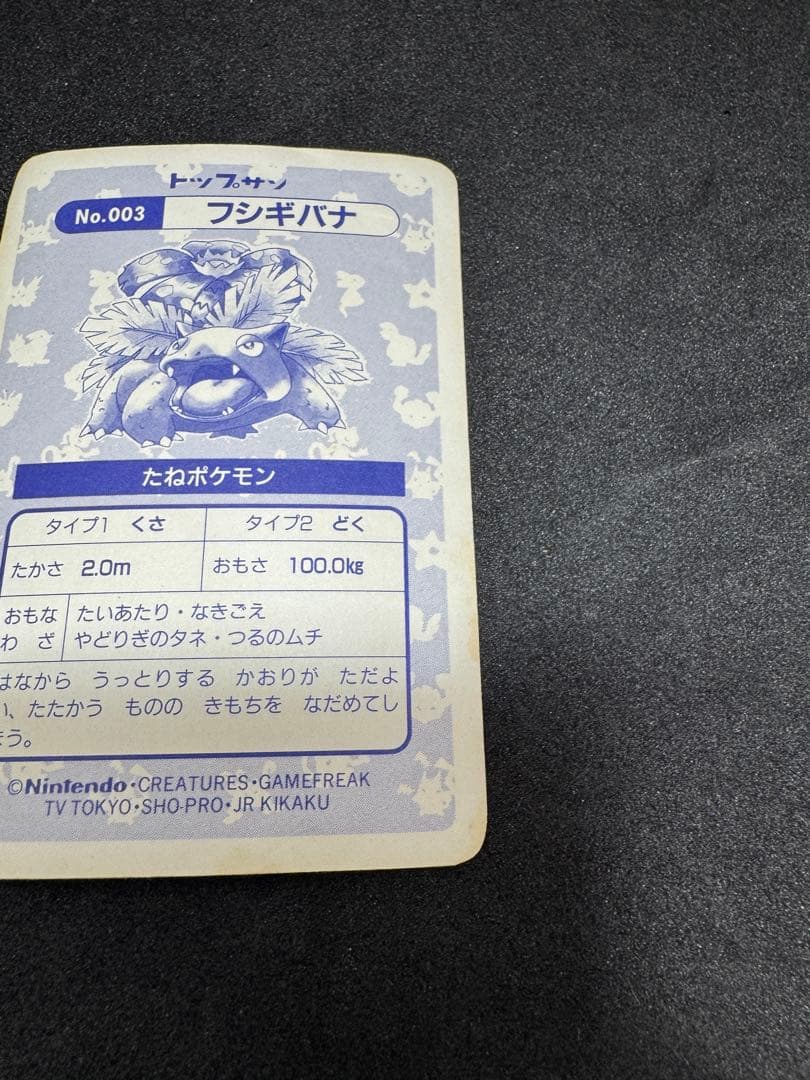 トップサン
No.003 フシギバナ
たねポケモン
タイプ1 くさ タイプ2 どく
たかさ 2.0m おもさ 100.0kg
おもな たいあたり・なきごえ
わざ やどりぎのタネ・つるのムチ
はなから うっとりする かおりが ただよ
い、たたかう ものの きもちを なだめてし
まう。
©Nintendo・CREATURES・GAMEFREAK
TV TOKYO・SHO-PRO・JR KIKAKU